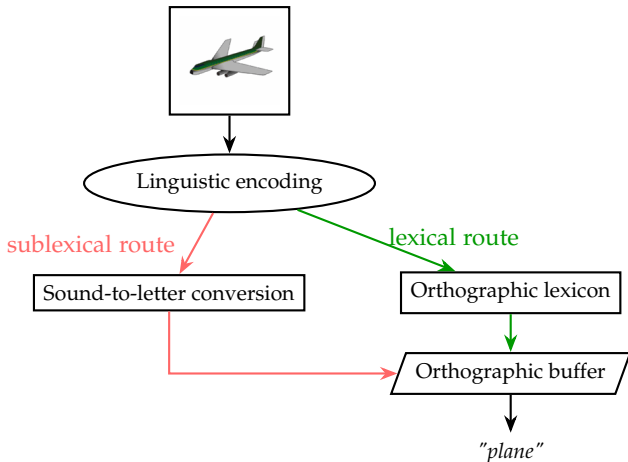 Linguistic encoding
sublexical route
lexical route
Sound-to-letter conversion
Orthographic lexicon
Orthographic buffer
"plane"